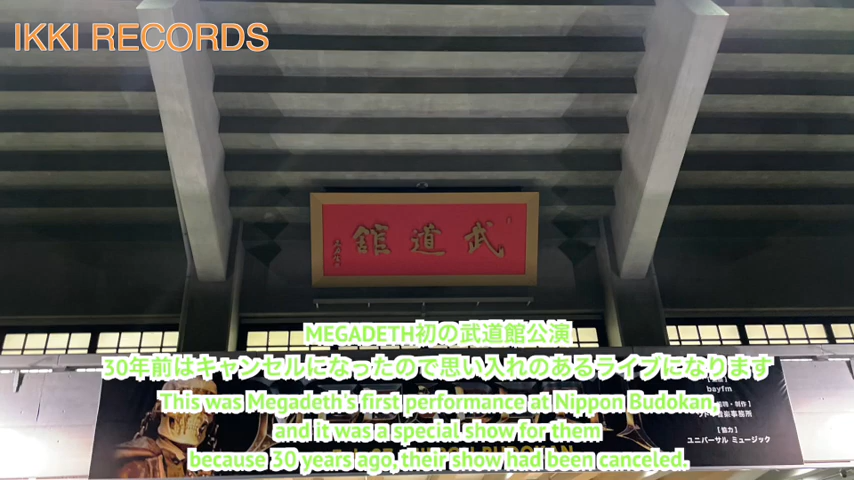 IKKI RECORDS
館道武
MEGADETH初の武道館公演
30年前はキャンセルになったので思い入れのあるライブになります
This was Megadeth's first performance at Nippon Budokan,
and it was a special show for them
because 30 years ago, their show had been canceled.
bayfm
【協力】
ユニバーサル ミュージック